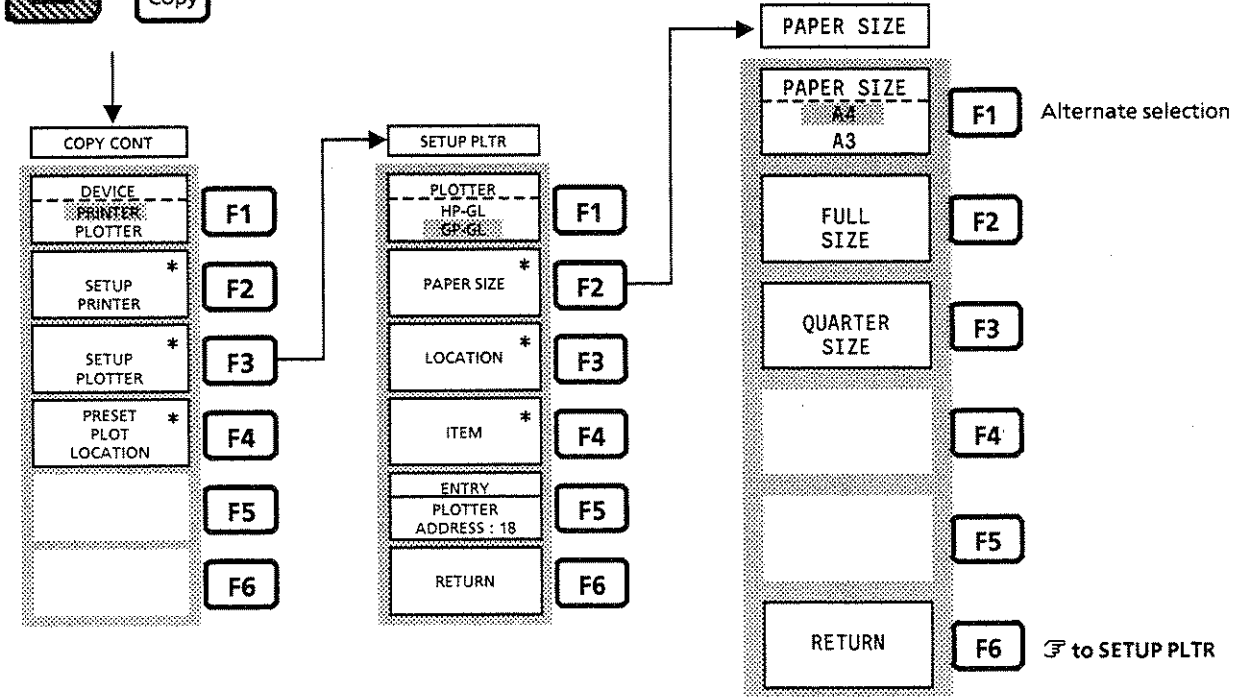 Copy
COPY CONT
DEVICE
PRINTER
PLOTTER
F1
*
SETUP
PRINTER
F2
*
SETUP
PLOTTER
F3
PRESET *
PLOT
LOCATION
F4
F5
F6
SETUP PLTR
PLOTTER
HP-GL
GP-GL
F1
*
PAPER SIZE
F2
*
LOCATION
F3
*
ITEM
F4
ENTRY
PLOTTER
ADDRESS : 18
F5
RETURN
F6
PAPER SIZE
PAPER SIZE
A4
A3
F1 Alternate selection
FULL
SIZE
F2
QUARTER
SIZE
F3
F4
F5
RETURN
F6 ☞ to SETUP PLTR